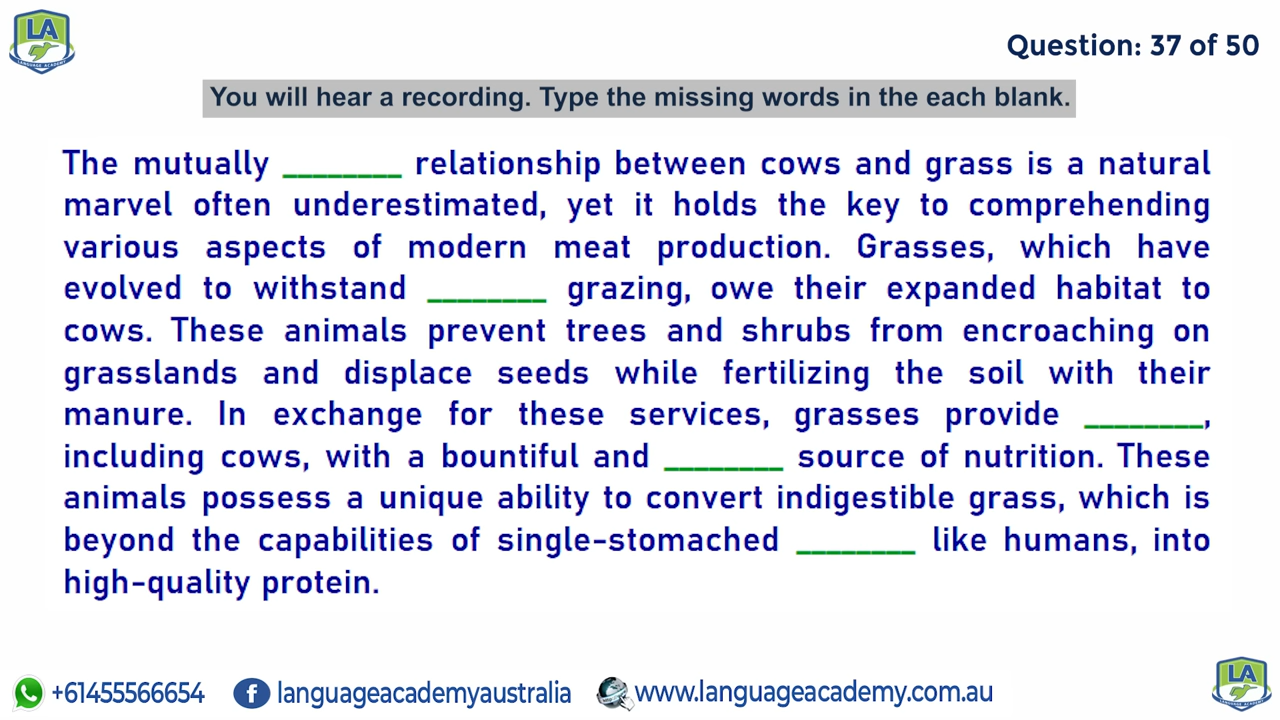 LA
LANGUAGE ACADEMY
Question: 37 of 50
You will hear a recording. Type the missing words in the each blank.
The mutually ________ relationship between cows and grass is a natural
marvel often underestimated, yet it holds the key to comprehending
various aspects of modern meat production. Grasses, which have
evolved to withstand ________ grazing, owe their expanded habitat to
cows. These animals prevent trees and shrubs from encroaching on
grasslands and displace seeds while fertilizing the soil with their
manure. In exchange for these services, grasses provide ________,
including cows, with a bountiful and ________ source of nutrition. These
animals possess a unique ability to convert indigestible grass, which is
beyond the capabilities of single-stomached ________ like humans, into
high-quality protein.
+61455566654 languageacademyaustralia www.languageacademy.com.au
LA
LANGUAGE ACADEMY